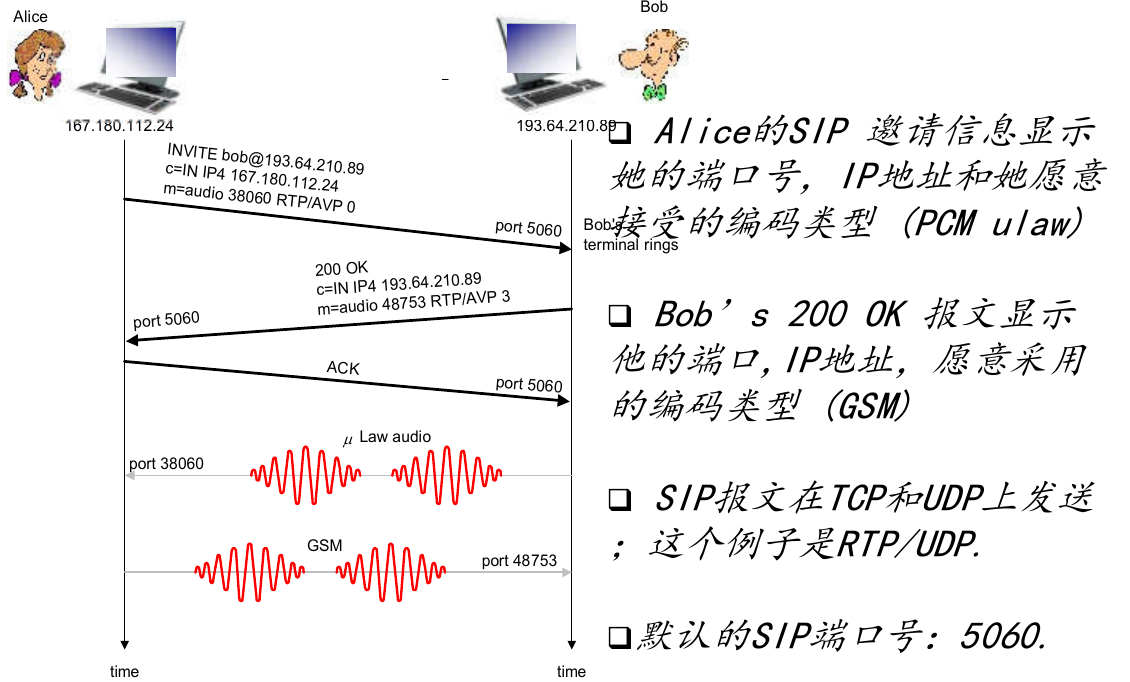 Alice
Bob
167.180.112.24
193.64.210.89
INVITE bob@193.64.210.89
c=IN IP4 167.180.112.24
m=audio 38060 RTP/AVP 0
port 5060
Bob's
terminal rings
200 OK
c=IN IP4 193.64.210.89
m=audio 48753 RTP/AVP 3
port 5060
ACK
port 5060
μ Law audio
port 38060
GSM
port 48753
time
time
❑ Alice的SIP 邀请信息显示
她的端口号, IP地址和她愿意
接受的编码类型 (PCM ulaw)
❑ Bob’s 200 OK 报文显示
他的端口,IP地址, 愿意采用
的编码类型 (GSM)
❑ SIP报文在TCP和UDP上发送
;这个例子是RTP/UDP.
❑默认的SIP端口号:5060.